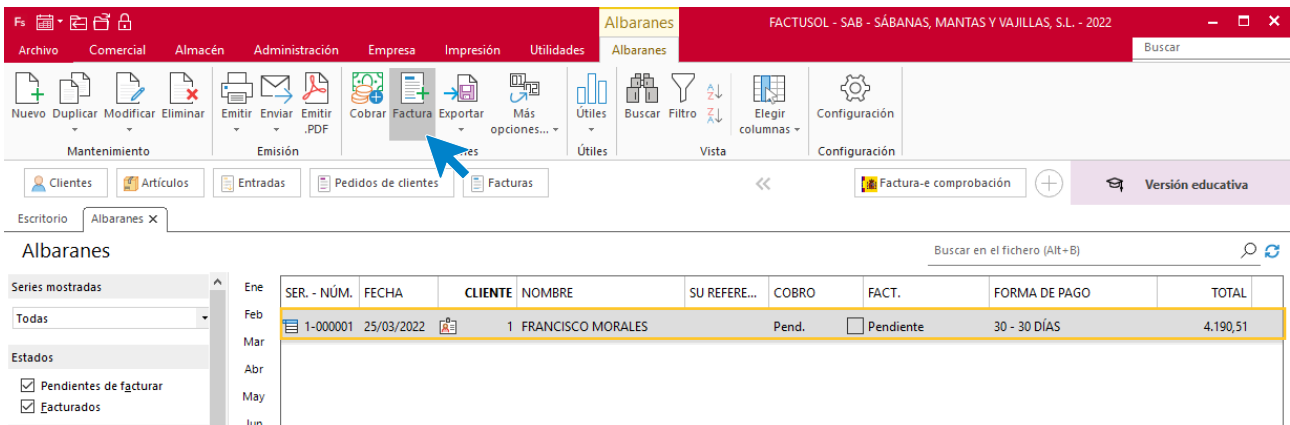 Fs Albaranes FACTUSOL - SAB - SÁBANAS, MANTAS Y VAJILLAS, S.L. - 2022
Archivo Comercial Almacén Administración Empresa Impresión Utilidades Albaranes Buscar
Nuevo Duplicar Modificar Eliminar Emitir Enviar Emitir Cobrar Factura Exportar Más Útiles Buscar Filtro Elegir Configuración
.PDF opciones... columnas
Mantenimiento Emisión Útiles Vista Configuración
Clientes Artículos Entradas Pedidos de clientes Facturas Factura-e comprobación Versión educativa
Escritorio Albaranes X
Albaranes Buscar en el fichero (Alt+B)
Series mostradas Ene SER. - NÚM. FECHA CLIENTE NOMBRE SU REFERE... COBRO FACT. FORMA DE PAGO TOTAL
Todas Feb 1-000001 25/03/2022 1 FRANCISCO MORALES Pend. Pendiente 30 - 30 DÍAS 4.190,51
Mar
Estados Abr
Pendientes de facturar May
Facturados Jun